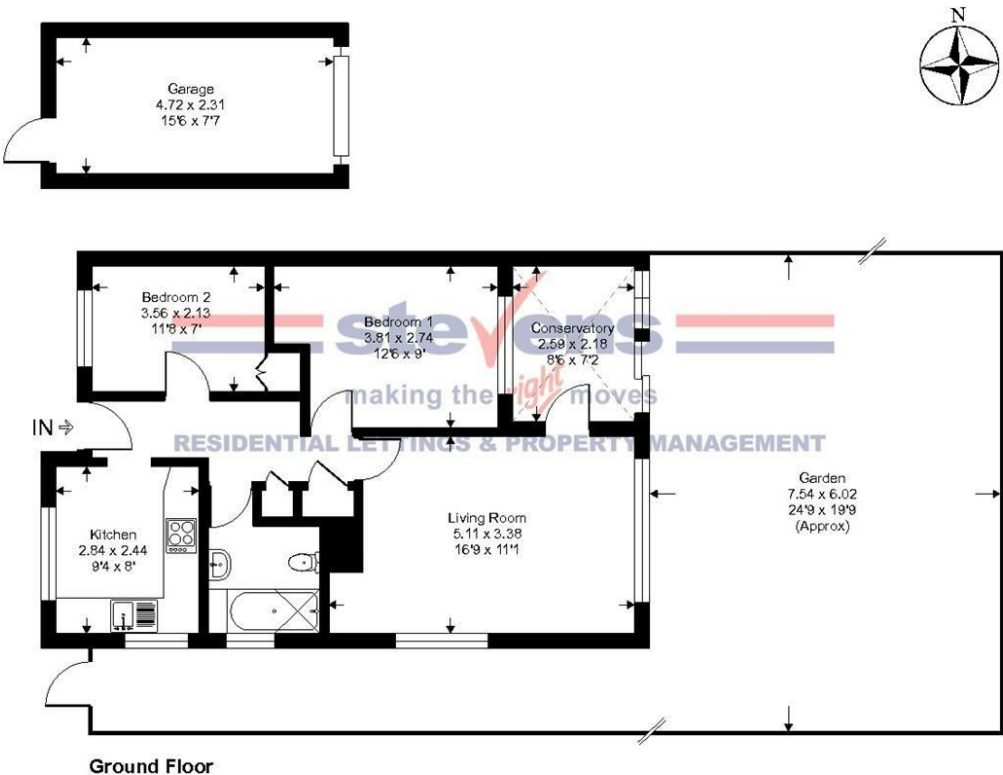 N
Garage
4.72 x 2.31
15'6 x 7'7
Bedroom 2
3.56 x 2.13
11'8 x 7'
Bedroom 1
3.81 x 2.74
12'6 x 9'
Conservatory
2.59 x 2.18
8'6 x 7'2
stevens
making the right moves
RESIDENTIAL LETTINGS & PROPERTY MANAGEMENT
IN
Kitchen
2.84 x 2.44
9'4 x 8'
Living Room
5.11 x 3.38
16'9 x 11'1
Garden
7.54 x 6.02
24'9 x 19'9
(Approx)
Ground Floor